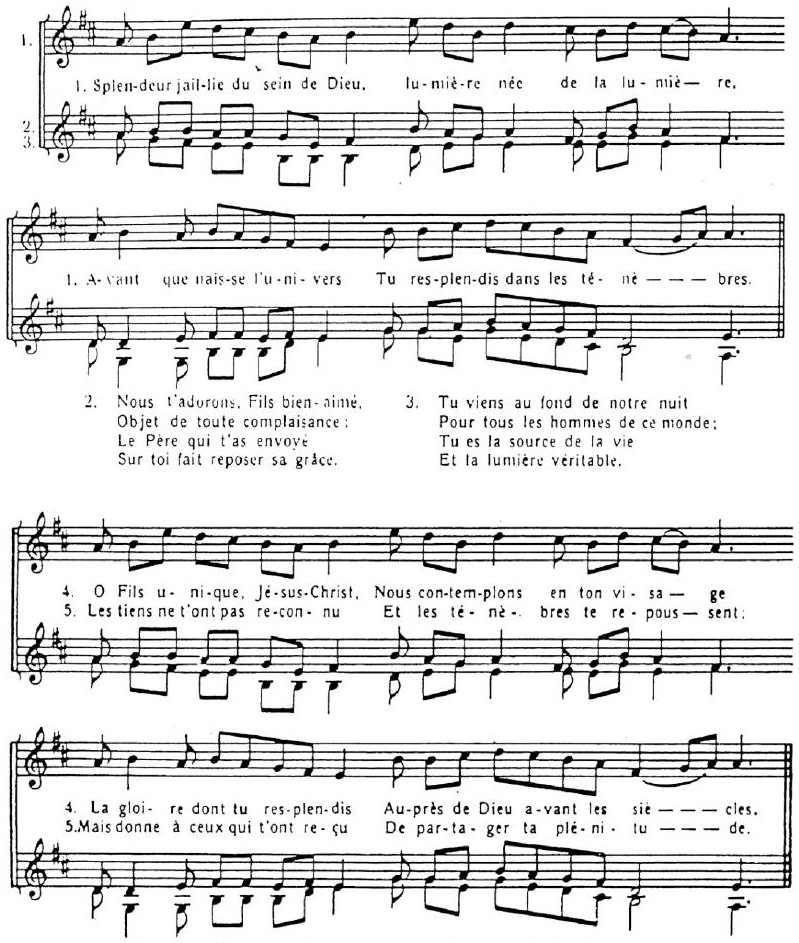 1.
1. Splen-deur jail-lie du sein de Dieu, lu-miè-re née de la lu-miè — re,
2.
3.
1. A-vant que nais-se l'u-ni-vers Tu res-plen-dis dans les té-nè — — — bres.
2. Nous t'adorons, Fils bien-aimé,
Objet de toute complaisance;
Le Père qui t'as envoyé
Sur toi fait reposer sa grâce.
3. Tu viens au fond de notre nuit
Pour tous les hommes de ce monde;
Tu es la source de la vie
Et la lumière véritable.
4. O Fils u-ni-que, Jé-sus-Christ, Nous con-tem-plons en ton vi-sa — ge
5. Les tiens ne t'ont pas re-con-nu Et les té-nè-bres te re-pous — sent;
4. La gloi-re dont tu res-plen-dis Au-près de Dieu a-vant les siè — — — cles.
5. Mais donne à ceux qui t'ont re-çu De par-ta-ger ta plé-ni-tu — — — de.